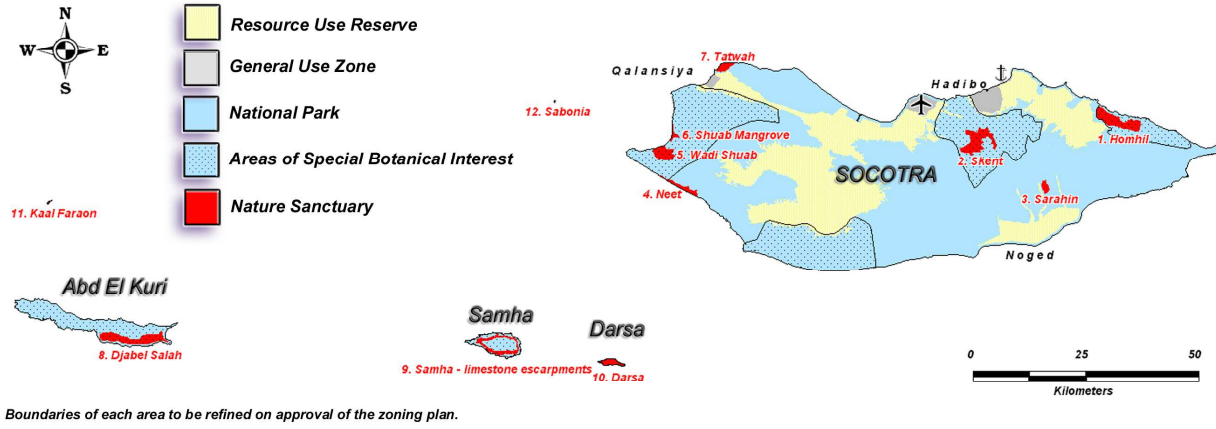 N
W E
S
Resource Use Reserve
General Use Zone
National Park
Areas of Special Botanical Interest
Nature Sanctuary
7. Tatwah
Qalansiya
Hadibo
12. Sabonia
6. Shuab Mangrove
5. Wadi Shuab
1. Homhil
2. Skent
SOCOTRA
4. Neet
3. Sarahin
11. Kaal Faraon
Noged
Abd El Kuri
Samha
Darsa
8. Djabel Salah
9. Samha - limestone escarpments
10. Darsa
0 25 50
Kilometers
Boundaries of each area to be refined on approval of the zoning plan.